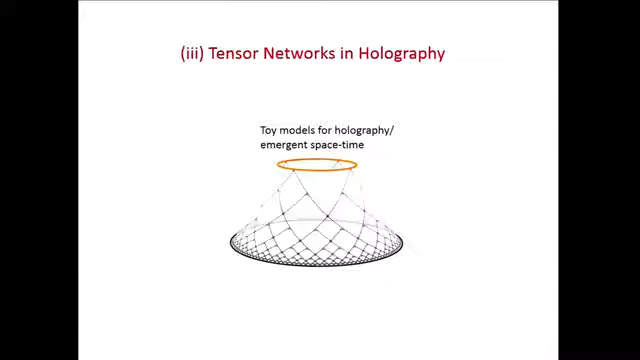 (iii) Tensor Networks in Holography
Toy models for holography/
emergent space-time